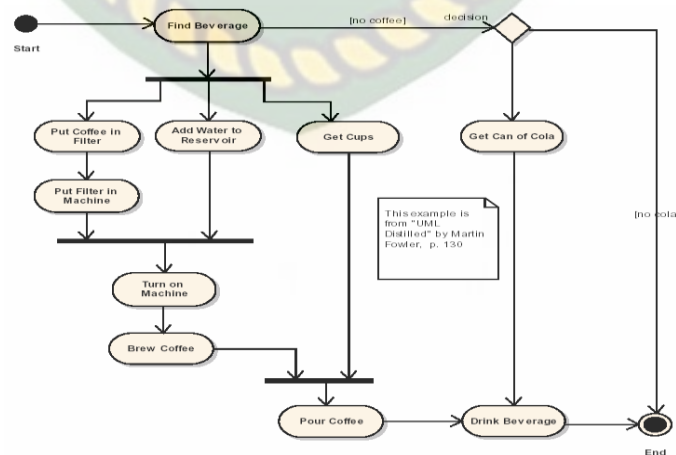 Find Beverage
[no coffee]
decision
Start
Put Coffee in
Filter
Add Water to
Reservoir
Get Cups
Get Can of Cola
Put Filter in
Machine
This example is
from "UML
Distilled" by Martin
Fowler, p. 130
[no cola
Turn on
Machine
Brew Coffee
Pour Coffee
Drink Beverage
End